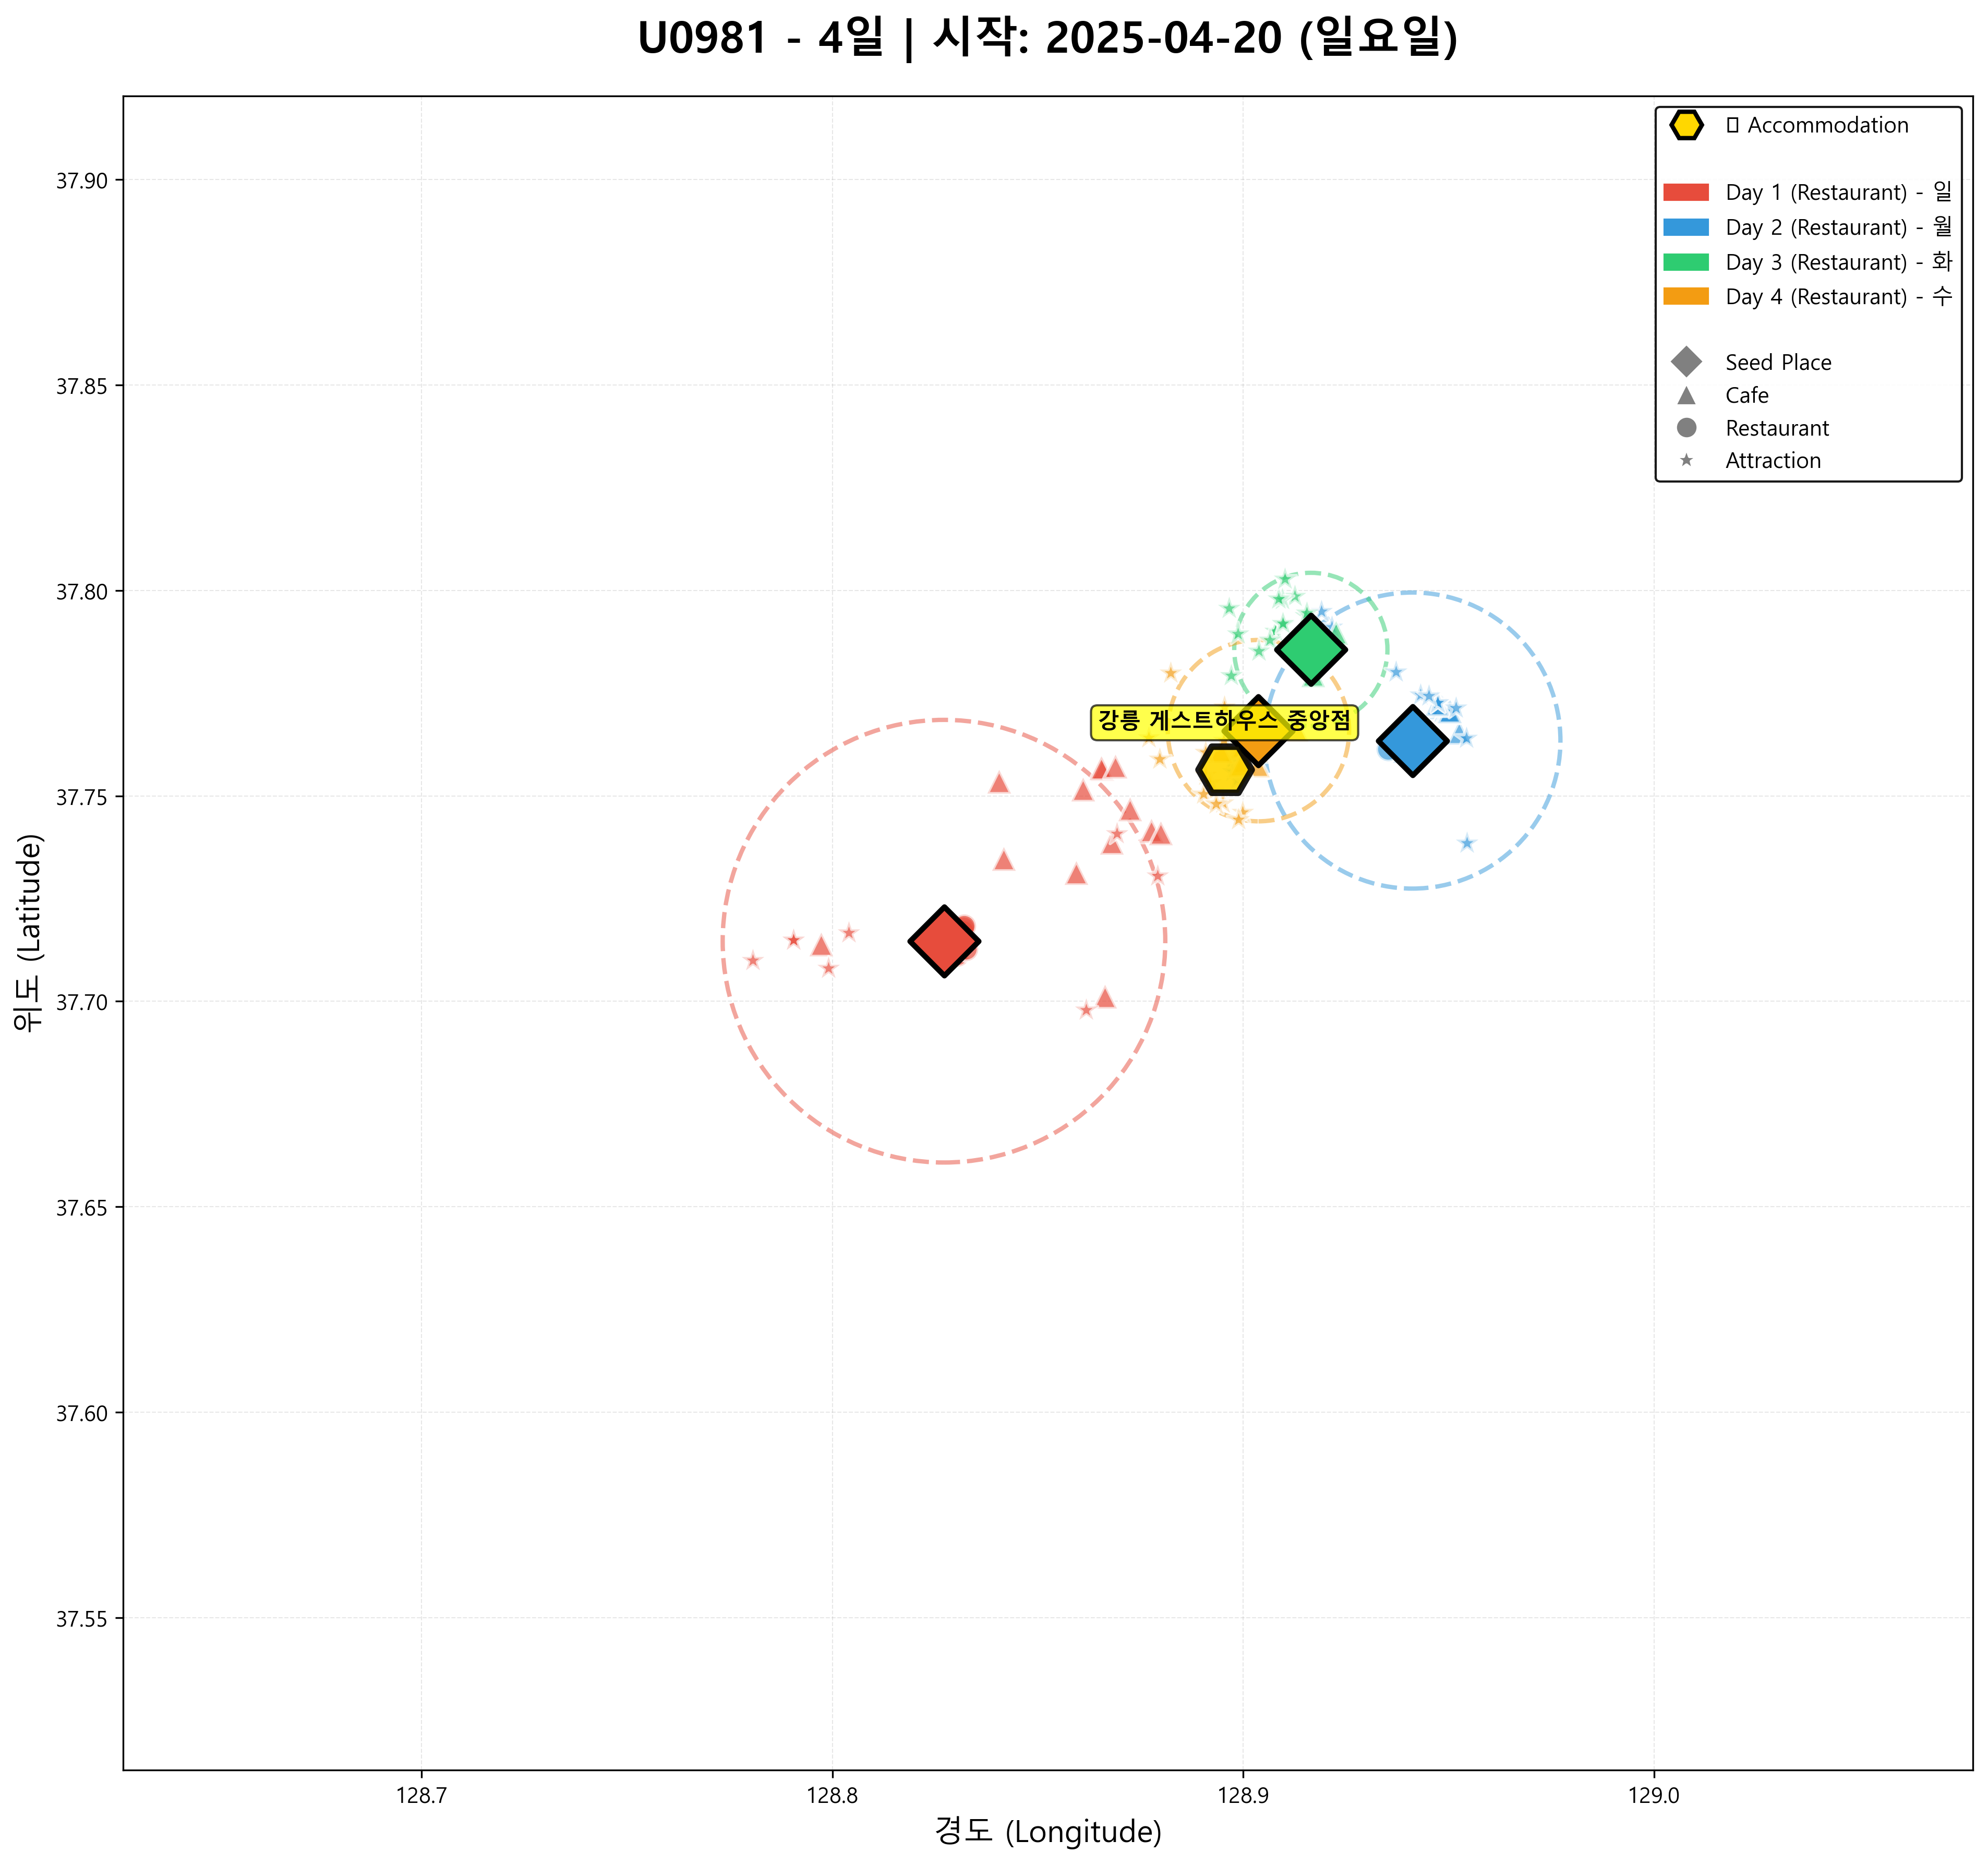 U0981 - 4일 | 시작: 2025-04-20 (일요일)
Accommodation
Day 1 (Restaurant) - 일
Day 2 (Restaurant) - 월
Day 3 (Restaurant) - 화
Day 4 (Restaurant) - 수
Seed Place
Cafe
Restaurant
Attraction
37.90
37.85
37.80
37.75
37.70
37.65
37.60
37.55
위도 (Latitude)
강릉 게스트하우스 중앙점
128.7
128.8
128.9
129.0
경도 (Longitude)